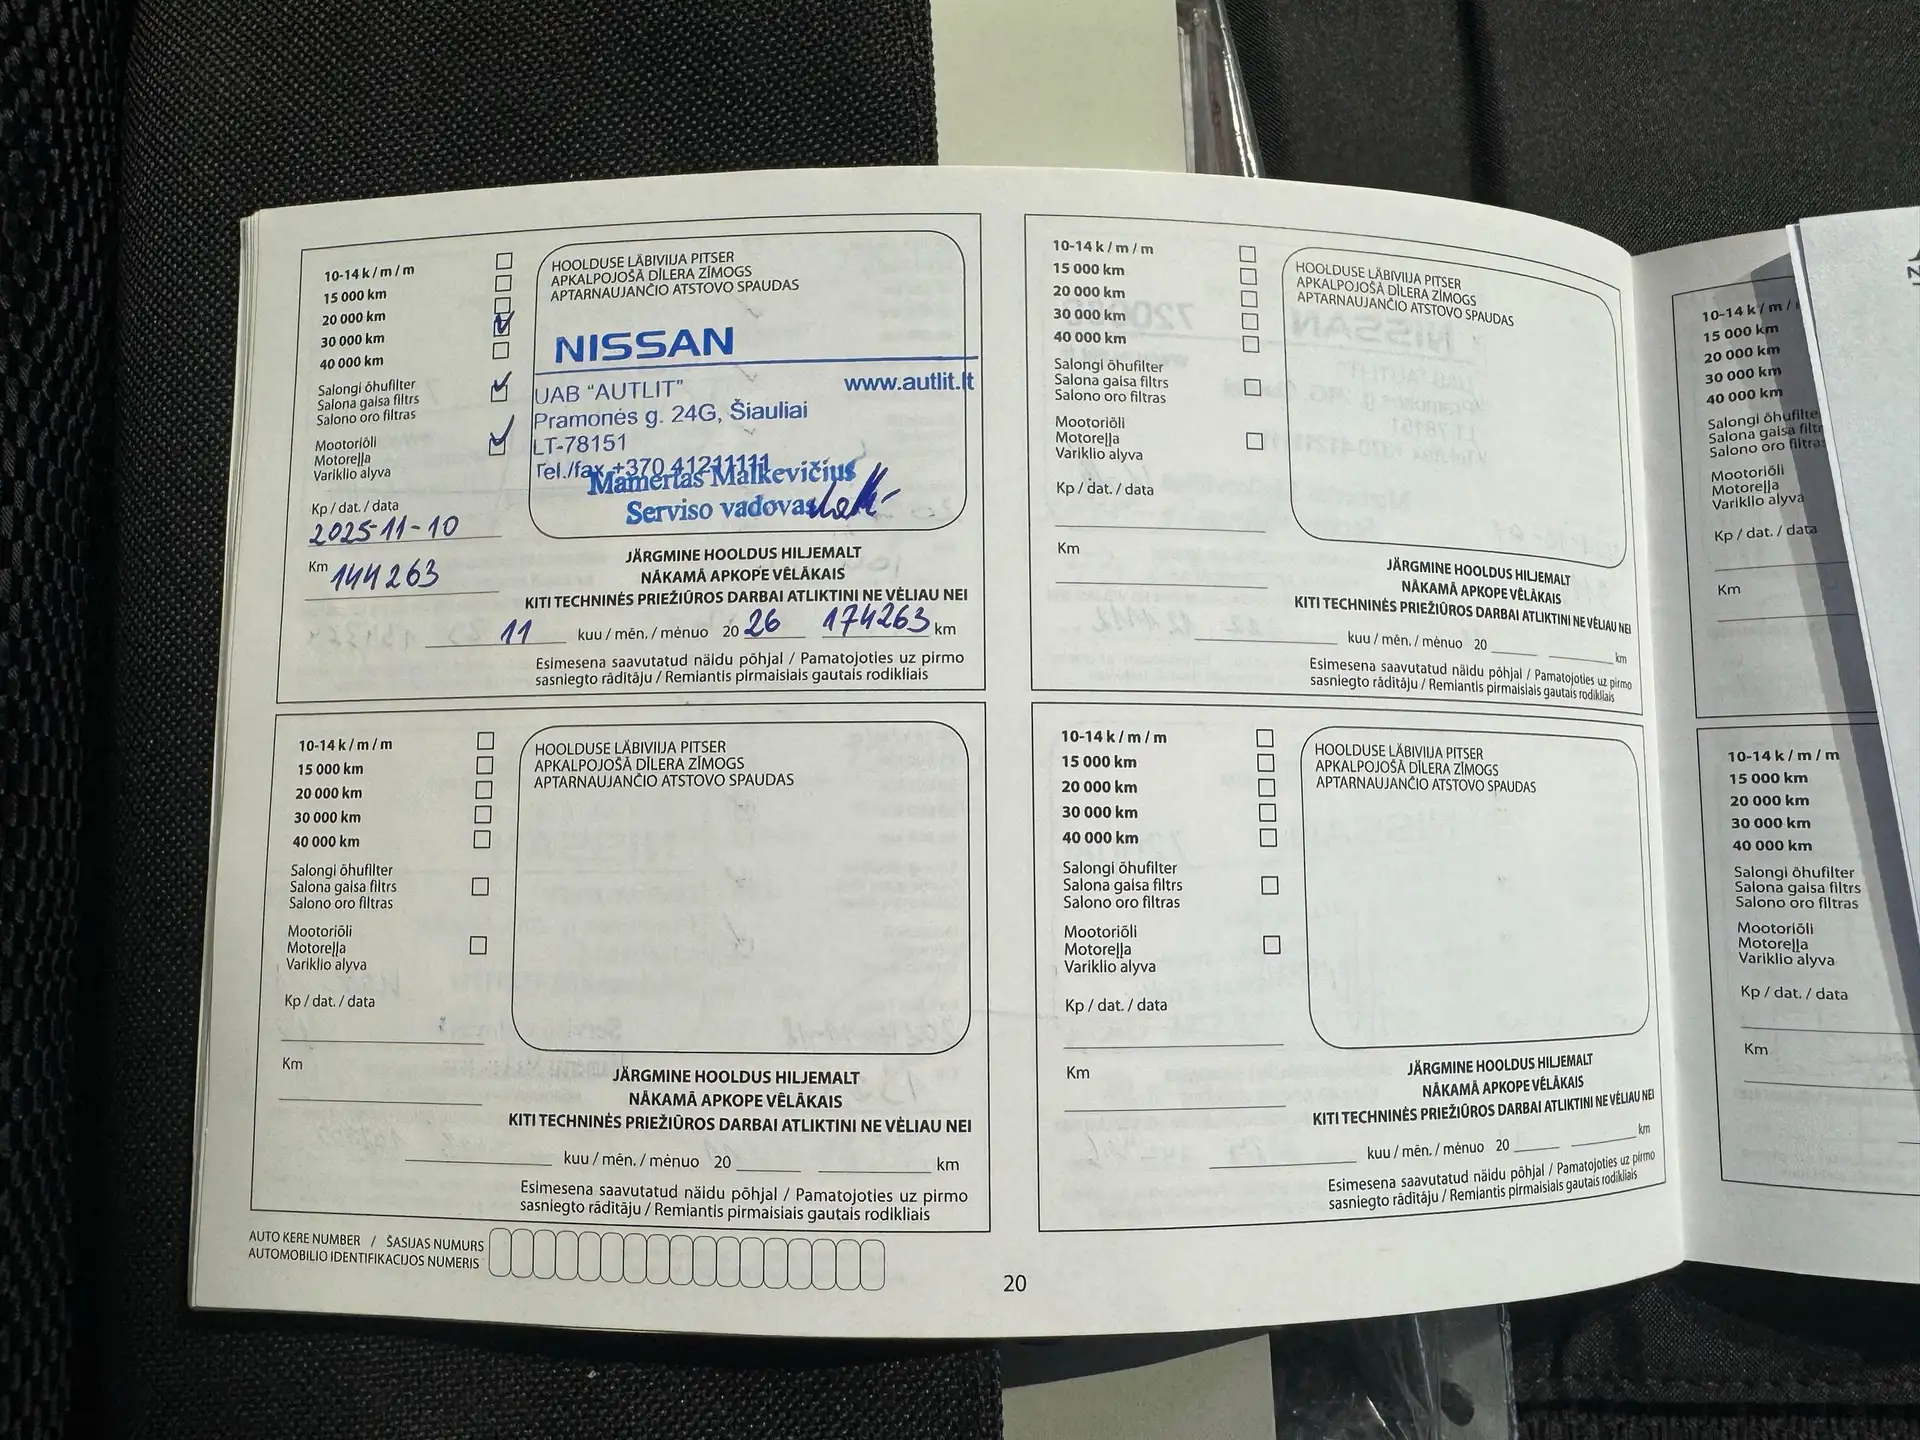 10-14 k / m / m
15 000 km
20 000 km
30 000 km
40 000 km
Salongi õhufilter
Salona gaisa filtrs
Salono oro filtras
Mootoriõli
Motoreļļa
Variklio alyva
Kp / dat. / data
2025-11-10
Km 144263
HOOLDUSE LÄBIVIIJA PITSER
APKALPOJOŠĀ DĪLERA ZĪMOGS
APTARNAUJANČIO ATSTOVO SPAUDAS
NISSAN
UAB "AUTLIT" www.autlit.lt
Pramonės g. 24G, Šiauliai
LT-78151
Tel./fax +370 41211111
Mamertas Malkevičius
Serviso vadovas
JÄRGMINE HOOLDUS HILJEMALT
NĀKAMĀ APKOPE VĒLĀKAIS
KITI TECHNINĖS PRIEŽIŪROS DARBAI ATLIKTINI NE VĖLIAU NEI
11 kuu / mēn. / mėnuo 20 26 174263 km
Esimesena saavutatud näidu põhjal / Pamatojoties uz pirmo
sasniegto rādītāju / Remiantis pirmaisiais gautais rodikliais
10-14 k / m / m
15 000 km
20 000 km
30 000 km
40 000 km
Salongi õhufilter
Salona gaisa filtrs
Salono oro filtras
Mootoriõli
Motoreļļa
Variklio alyva
Kp / dat. / data
Km
HOOLDUSE LÄBIVIIJA PITSER
APKALPOJOŠĀ DĪLERA ZĪMOGS
APTARNAUJANČIO ATSTOVO SPAUDAS
JÄRGMINE HOOLDUS HILJEMALT
NĀKAMĀ APKOPE VĒLĀKAIS
KITI TECHNINĖS PRIEŽIŪROS DARBAI ATLIKTINI NE VĖLIAU NEI
kuu / mēn. / mėnuo 20 km
Esimesena saavutatud näidu põhjal / Pamatojoties uz pirmo
sasniegto rādītāju / Remiantis pirmaisiais gautais rodikliais
10-14 k / m / m
15 000 km
20 000 km
30 000 km
40 000 km
Salongi õhufilter
Salona gaisa filtrs
Salono oro filtras
Mootoriõli
Motoreļļa
Variklio alyva
Kp / dat. / data
Km
HOOLDUSE LÄBIVIIJA PITSER
APKALPOJOŠĀ DĪLERA ZĪMOGS
APTARNAUJANČIO ATSTOVO SPAUDAS
JÄRGMINE HOOLDUS HILJEMALT
NĀKAMĀ APKOPE VĒLĀKAIS
KITI TECHNINĖS PRIEŽIŪROS DARBAI ATLIKTINI NE VĖLIAU NEI
kuu / mēn. / mėnuo 20 km
Esimesena saavutatud näidu põhjal / Pamatojoties uz pirmo
sasniegto rādītāju / Remiantis pirmaisiais gautais rodikliais
10-14 k / m / m
15 000 km
20 000 km
30 000 km
40 000 km
Salongi õhufilter
Salona gaisa filtrs
Salono oro filtras
Mootoriõli
Motoreļļa
Variklio alyva
Kp / dat. / data
Km
HOOLDUSE LÄBIVIIJA PITSER
APKALPOJOŠĀ DĪLERA ZĪMOGS
APTARNAUJANČIO ATSTOVO SPAUDAS
JÄRGMINE HOOLDUS HILJEMALT
NĀKAMĀ APKOPE VĒLĀKAIS
KITI TECHNINĖS PRIEŽIŪROS DARBAI ATLIKTINI NE VĖLIAU NEI
kuu / mēn. / mėnuo 20 km
Esimesena saavutatud näidu põhjal / Pamatojoties uz pirmo
sasniegto rādītāju / Remiantis pirmaisiais gautais rodikliais
AUTO KERE NUMBER / ŠASIJAS NUMURS
AUTOMOBILIO IDENTIFIKACIJOS NUMERIS
20
10-14 k / m /
15 000 km
20 000 km
30 000 km
40 000 km
Salongi õhufilte
Salona gaisa filtr
Salono oro filtras
Mootoriõli
Motoreļļa
Variklio alyva
Kp / dat. / data
Km
10-14 k / m / m
15 000 km
20 000 km
30 000 km
40 000 km
Salongi õhufilter
Salona gaisa filtrs
Salono oro filtras
Mootoriõli
Motoreļļa
Variklio alyva
Kp / dat. / data
Km